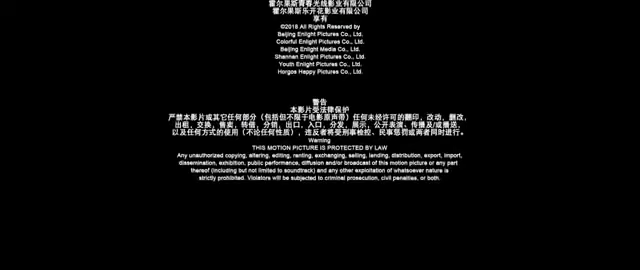 霍尔果斯青春光线影业有限公司
霍尔果斯乐开花影业有限公司
享有
©2018 All Rights Reserved by
Beijing Enlight Pictures Co., Ltd.
Colorful Enlight Pictures Co., Ltd.
Beijing Enlight Media Co., Ltd.
Shannan Enlight Pictures Co., Ltd.
Youth Enlight Pictures Co., Ltd.
Horgos Happy Pictures Co., Ltd.
警告
本影片受法律保护
严禁本影片或其它任何部分（包括但不限于电影原声带）任何未经许可的翻印，改动，删改，
出租，交换，售卖，转借，分销，出口，入口，分发，展示，公开表演、传播及/或播送，
以及任何方式的使用（不论任何性质），违反者将受刑事检控、民事惩罚或两者同时进行。
Warning
THIS MOTION PICTURE IS PROTECTED BY LAW
Any unauthorized copying, altering, editing, renting, exchanging, selling, lending, distribution, export, import,
dissemination, exhibition, public performance, diffusion and/or broadcast of this motion picture or any part
thereof (including but not limited to soundtrack) and any other exploitation of whatsoever nature is
strictly prohibited. Violators will be subjected to criminal prosecution, civil penalties, or both.